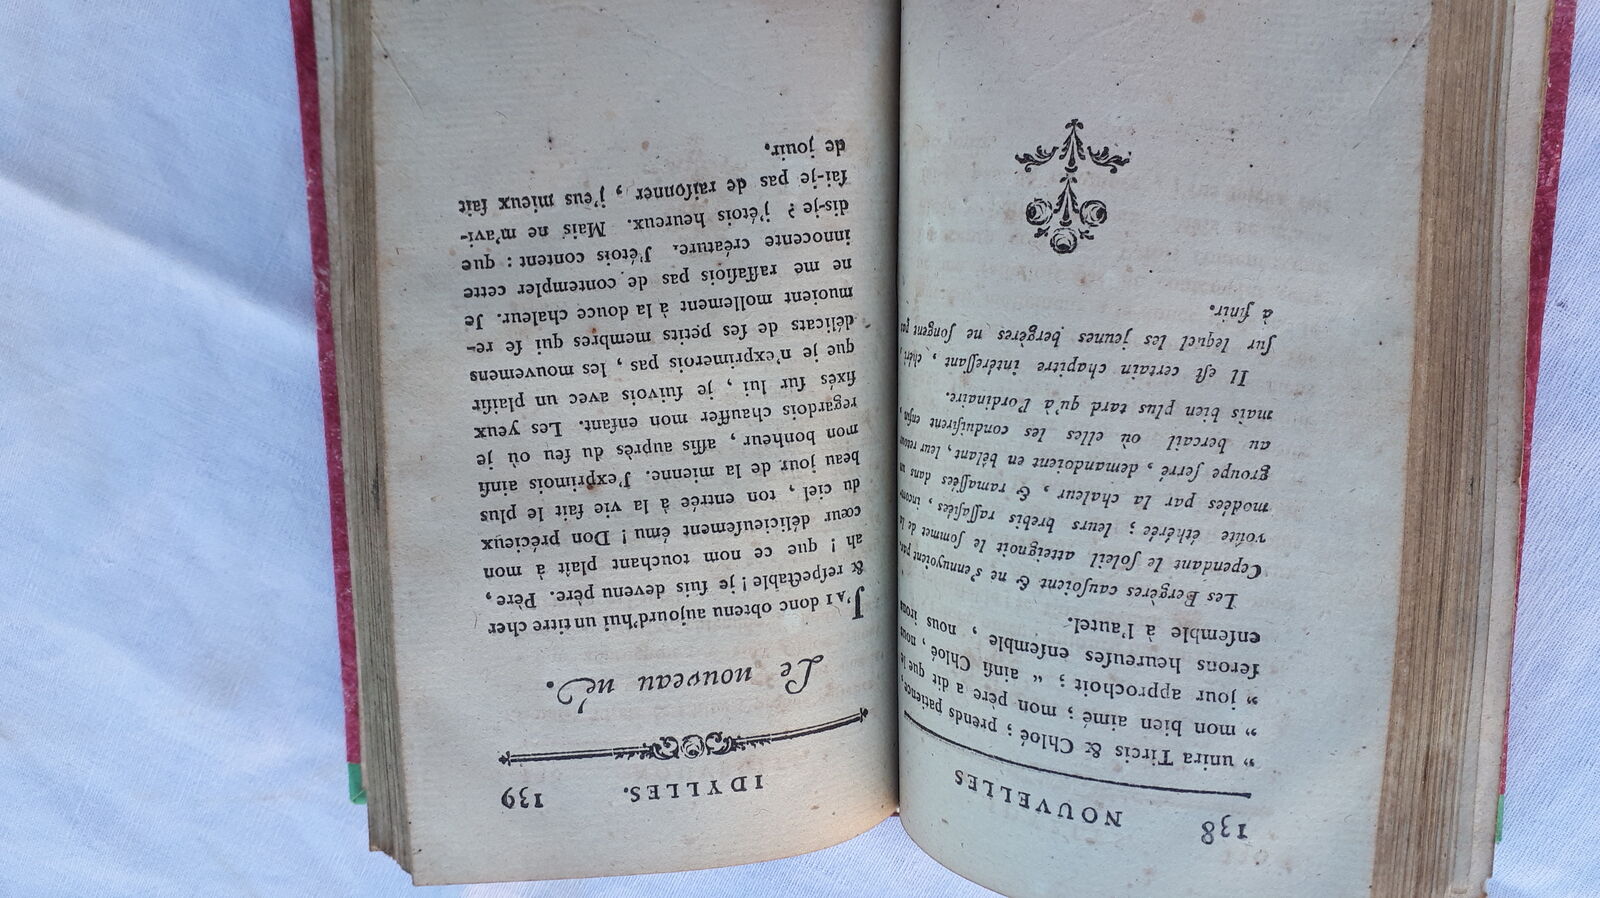 138 NOUVELLES
„ unira Tircis & Chloé ; prends patience,
„ mon bien aimé ; mon père a dit que le
„ jour approchoit ; “ ainſi Chloé, nous
ſerons heureuſes enſemble, nous irons
enſemble à l'autel.
Les Bergères cauſoient & ne s'ennuyoient pas.
Cependant le ſoleil atteignoit le ſommet de la
voûte éthérée ; leurs brebis raſſaſiées, incom-
modées par la chaleur, & ramaſſées dans un
groupe ſerré, demandoient en bêlant, leur retour
au bercail où elles les conduiſirent enfin,
mais bien plus tard qu'à l'ordinaire.
Il eſt certain chapitre intéreſſant, chéri,
ſur lequel les jeunes bergères ne ſongent pas
à finir.
IDYLLES. 139
Le nouveau né.
J'AI donc obtenu aujourd'hui un titre cher
& reſpectable ! je ſuis devenu père. Père,
ah ! que ce nom touchant plaît à mon
cœur délicieuſement ému ! Don précieux
du ciel, ton entrée à la vie fait le plus
beau jour de la mienne. J'exprimois ainſi
mon bonheur, aſſis auprès du feu où je
regardois chauffer mon enfant. Les yeux
fixés ſur lui, je ſuivois avec un plaiſir
que je n'exprimerois pas, les mouvemens
délicats de ſes petits membres qui ſe re-
muoient mollement à la douce chaleur. Je
ne me raſſaſiois pas de contempler cette
innocente créature. J'étois content : que
dis-je ? j'étois heureux. Mais ne m'avi-
ſai-je pas de raiſonner, j'eus mieux fait
de jouir.